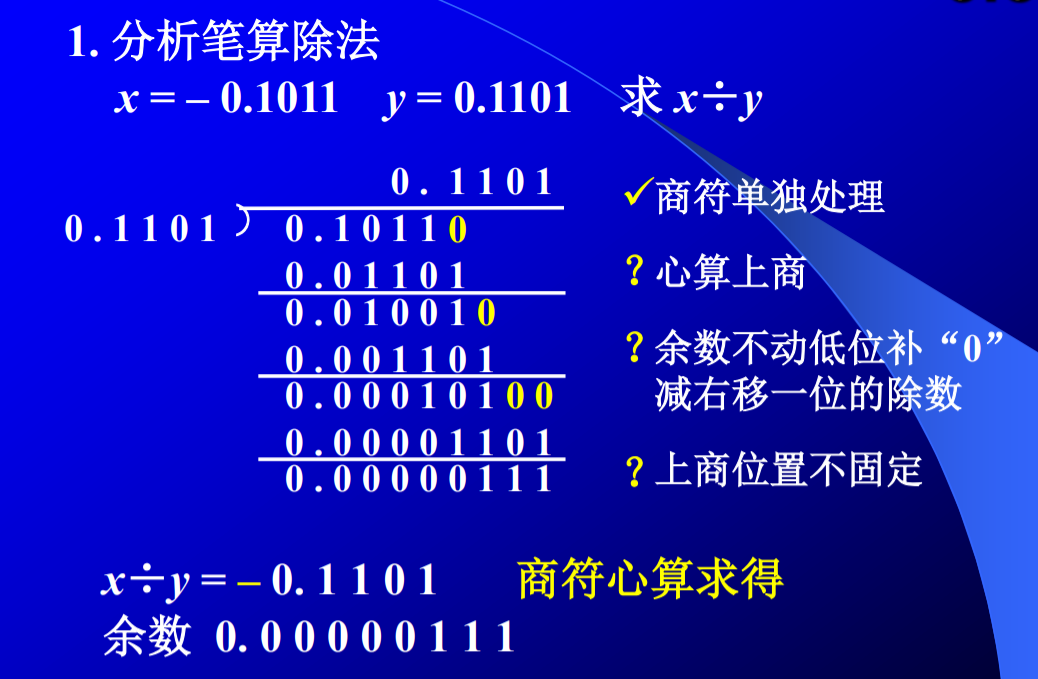 1. 分析笔算除法
x = – 0.1011 y = 0.1101 求 x÷y
0 . 1 1 0 1
0 . 1 1 0 1 ) 0 . 1 0 1 1 0
0 . 0 1 1 0 1
0 . 0 1 0 0 1 0
0 . 0 0 1 1 0 1
0 . 0 0 0 1 0 1 0 0
0 . 0 0 0 0 1 1 0 1
0 . 0 0 0 0 0 1 1 1
✓商符单独处理
?心算上商
?余数不动低位补“0”
减右移一位的除数
?上商位置不固定
x÷y = – 0. 1 1 0 1 商符心算求得
余数 0. 0 0 0 0 0 1 1 1